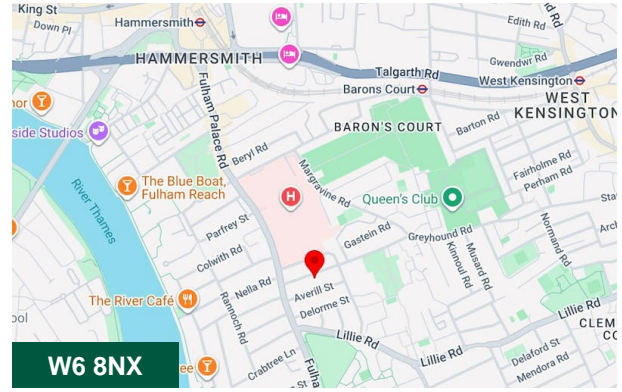 King St
Hammersmith
Down Pl
Edith Rd
HAMMERSMITH
Gwendwr Rd
Talgarth Rd
West Kensington
Barons Court
WEST
KENSINGTON
Fulham Palace Rd
BARON'S COURT
Barton Rd
side Studios
Beryl Rd
Margravine Rd
Fairholme Rd
Perham Rd
The Blue Boat,
Fulham Reach
H
Queen's Club
River Thames
Parfrey St
Normand Rd
Gastein Rd
Greyhound Rd
Musard Rd
Kinnoul Rd
Colwith Rd
Nella Rd
Averill St
The River Café
Rannoch Rd
Delorme St
Lillie Rd
Lillie Rd
Lillie Rd
CLEM
Delaford St
Mendora Rd
Crabtree Ln
W6 8NX